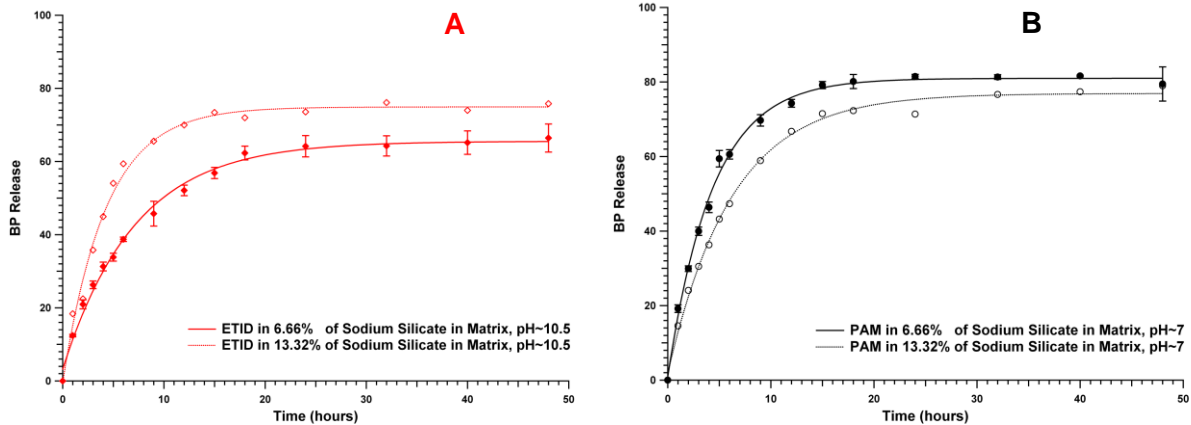 A
100
80
60
40
20
0
BP Release
ETID in 6.66% of Sodium Silicate in Matrix, pH~10.5
ETID in 13.32% of Sodium Silicate in Matrix, pH~10.5
0 10 20 30 40 50
Time (hours)
B
100
80
60
40
20
0
BP Release
PAM in 6.66% of Sodium Silicate in Matrix, pH~7
PAM in 13.32% of Sodium Silicate in Matrix, pH~7
0 10 20 30 40 50
Time (hours)